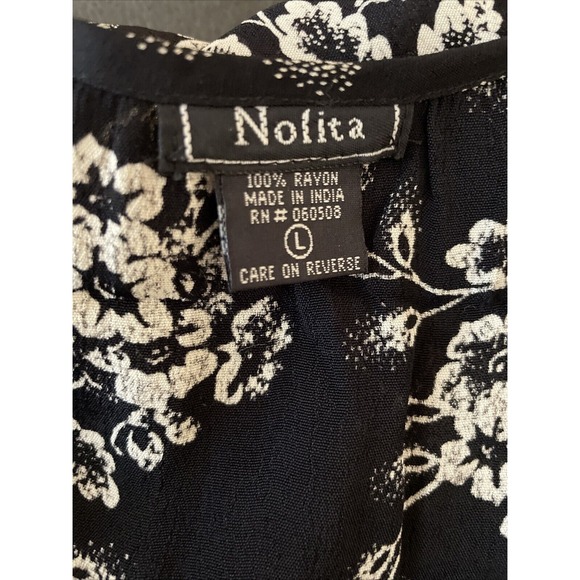 Nolita
100% RAYON
MADE IN INDIA
RN# 060508
L
CARE ON REVERSE